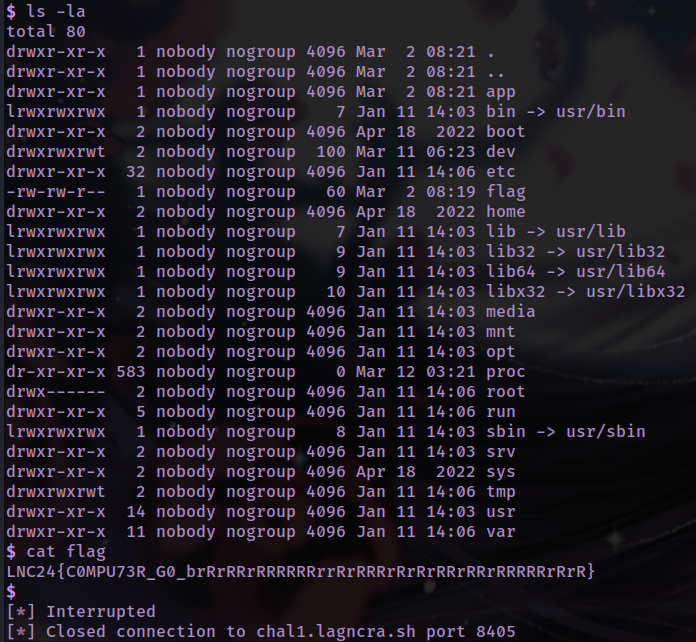 $ ls -la
total 80
drwxr-xr-x   1 nobody nogroup 4096 Mar  2 08:21 .
drwxr-xr-x   1 nobody nogroup 4096 Mar  2 08:21 ..
drwxr-xr-x   1 nobody nogroup 4096 Mar  2 08:21 app
lrwxrwxrwx   1 nobody nogroup    7 Jan 11 14:03 bin -> usr/bin
drwxr-xr-x   2 nobody nogroup 4096 Apr 18  2022 boot
drwxrwxrwt   2 nobody nogroup  100 Mar 11 06:23 dev
drwxr-xr-x  32 nobody nogroup 4096 Jan 11 14:06 etc
-rw-rw-r--   1 nobody nogroup   60 Mar  2 08:19 flag
drwxr-xr-x   2 nobody nogroup 4096 Apr 18  2022 home
lrwxrwxrwx   1 nobody nogroup    7 Jan 11 14:03 lib -> usr/lib
lrwxrwxrwx   1 nobody nogroup    9 Jan 11 14:03 lib32 -> usr/lib32
lrwxrwxrwx   1 nobody nogroup    9 Jan 11 14:03 lib64 -> usr/lib64
lrwxrwxrwx   1 nobody nogroup   10 Jan 11 14:03 libx32 -> usr/libx32
drwxr-xr-x   2 nobody nogroup 4096 Jan 11 14:03 media
drwxr-xr-x   2 nobody nogroup 4096 Jan 11 14:03 mnt
drwxr-xr-x   2 nobody nogroup 4096 Jan 11 14:03 opt
dr-xr-xr-x 583 nobody nogroup    0 Mar 12 03:21 proc
drwx------   2 nobody nogroup 4096 Jan 11 14:06 root
drwxr-xr-x   5 nobody nogroup 4096 Jan 11 14:06 run
lrwxrwxrwx   1 nobody nogroup    8 Jan 11 14:03 sbin -> usr/sbin
drwxr-xr-x   2 nobody nogroup 4096 Jan 11 14:03 srv
drwxr-xr-x   2 nobody nogroup 4096 Apr 18  2022 sys
drwxrwxrwt   2 nobody nogroup 4096 Jan 11 14:06 tmp
drwxr-xr-x  14 nobody nogroup 4096 Jan 11 14:03 usr
drwxr-xr-x  11 nobody nogroup 4096 Jan 11 14:06 var
$ cat flag
LNC24{C0MPU73R_G0_brRrRRrRRRRRRrrRrRRRrRrRrRRrRRrRRRRRrRrR}
$
[*] Interrupted
[*] Closed connection to chal1.lagncra.sh port 8405